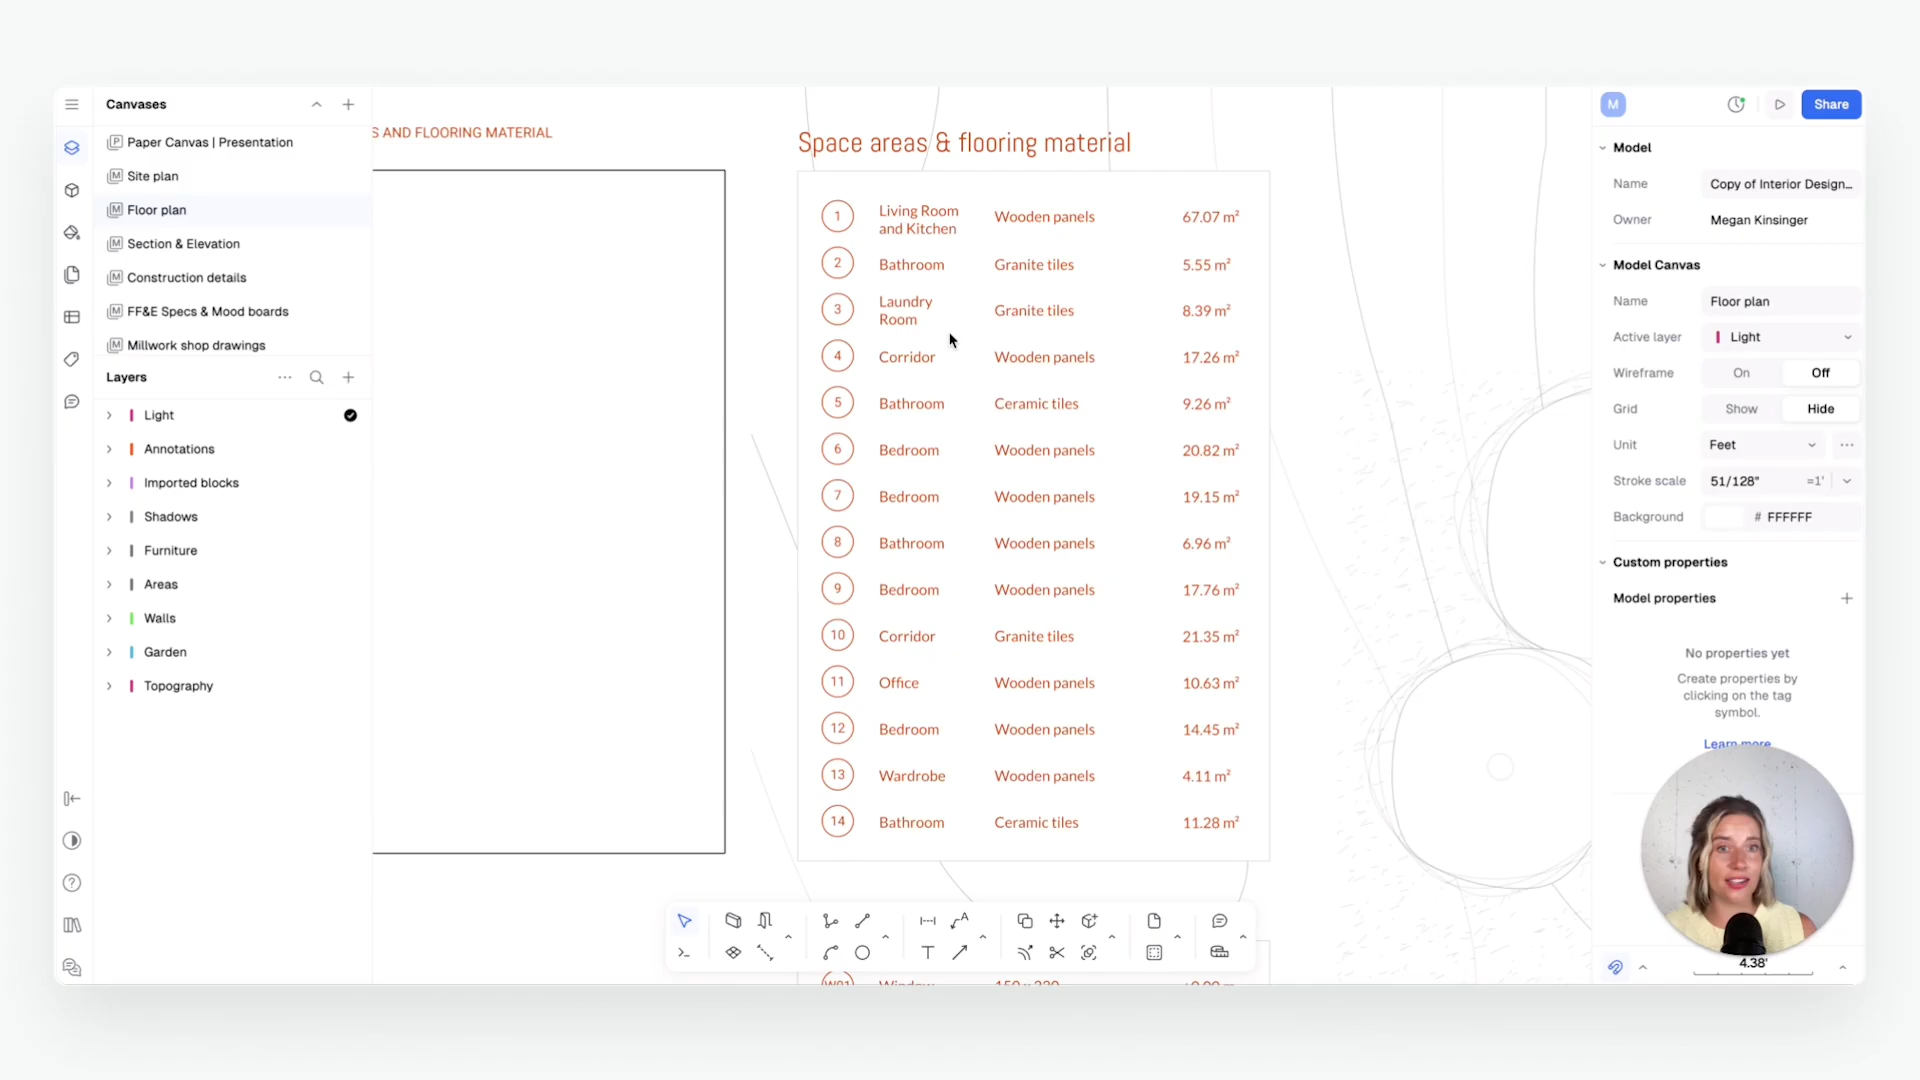 Canvases
Paper Canvas | Presentation
Site plan
Floor plan
Section & Elevation
Construction details
FF&E Specs & Mood boards
Millwork shop drawings
Layers
Light
Annotations
Imported blocks
Shadows
Furniture
Areas
Walls
Garden
Topography
S AND FLOORING MATERIAL
Space areas & flooring material
1 Living Room and Kitchen Wooden panels 67.07 m²
2 Bathroom Granite tiles 5.55 m²
3 Laundry Room Granite tiles 8.39 m²
4 Corridor Wooden panels 17.26 m²
5 Bathroom Ceramic tiles 9.26 m²
6 Bedroom Wooden panels 20.82 m²
7 Bedroom Wooden panels 19.15 m²
8 Bathroom Wooden panels 6.96 m²
9 Bedroom Wooden panels 17.76 m²
10 Corridor Granite tiles 21.35 m²
11 Office Wooden panels 10.63 m²
12 Bedroom Wooden panels 14.45 m²
13 Wardrobe Wooden panels 4.11 m²
14 Bathroom Ceramic tiles 11.28 m²
W01 Window 150 x 220
M
Share
Model
Name Copy of Interior Design...
Owner Megan Kinsinger
Model Canvas
Name Floor plan
Active layer Light
Wireframe On Off
Grid Show Hide
Unit Feet
Stroke scale 51/128" =1'
Background # FFFFFF
Custom properties
Model properties
No properties yet
Create properties by
clicking on the tag
symbol.
Learn more
4.38'